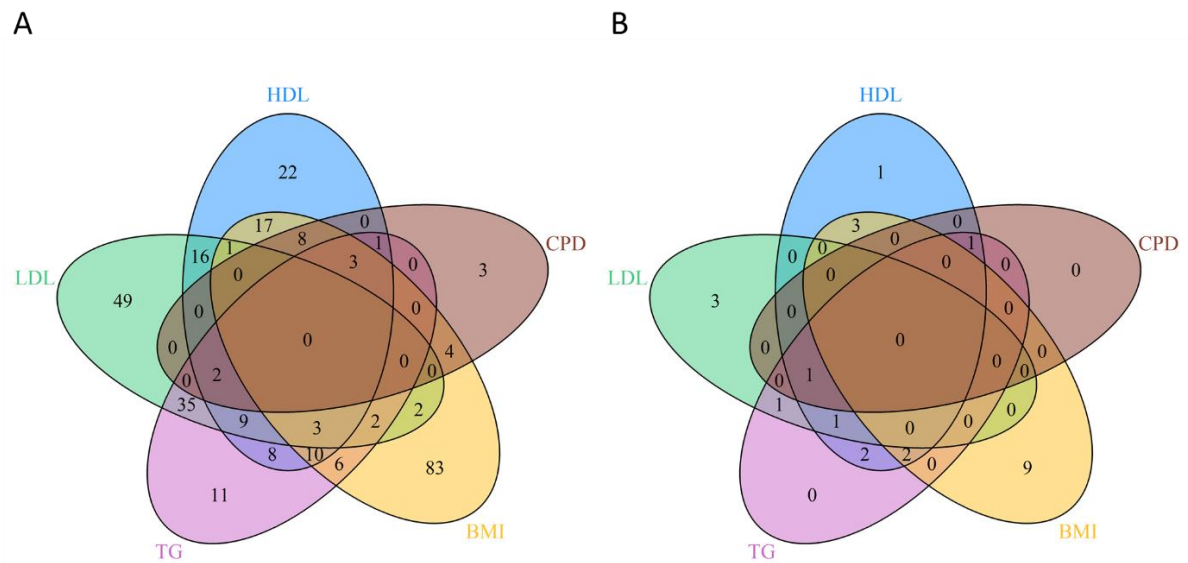 A B
HDL HDL
22 1
17 0 3 0
CPD CPD
8 1 0 1
16 1 0 0
3 0 0 0
LDL LDL
0 3 0 0
49 3
0 0 0 0
0 0
0 4 0 0
0 0 0 0
2 0 1 0
0 0
35 2 1 0
9 2 1 0
3 0
8 10 2 2
6 83 0 9
11 0
BMI BMI
TG TG